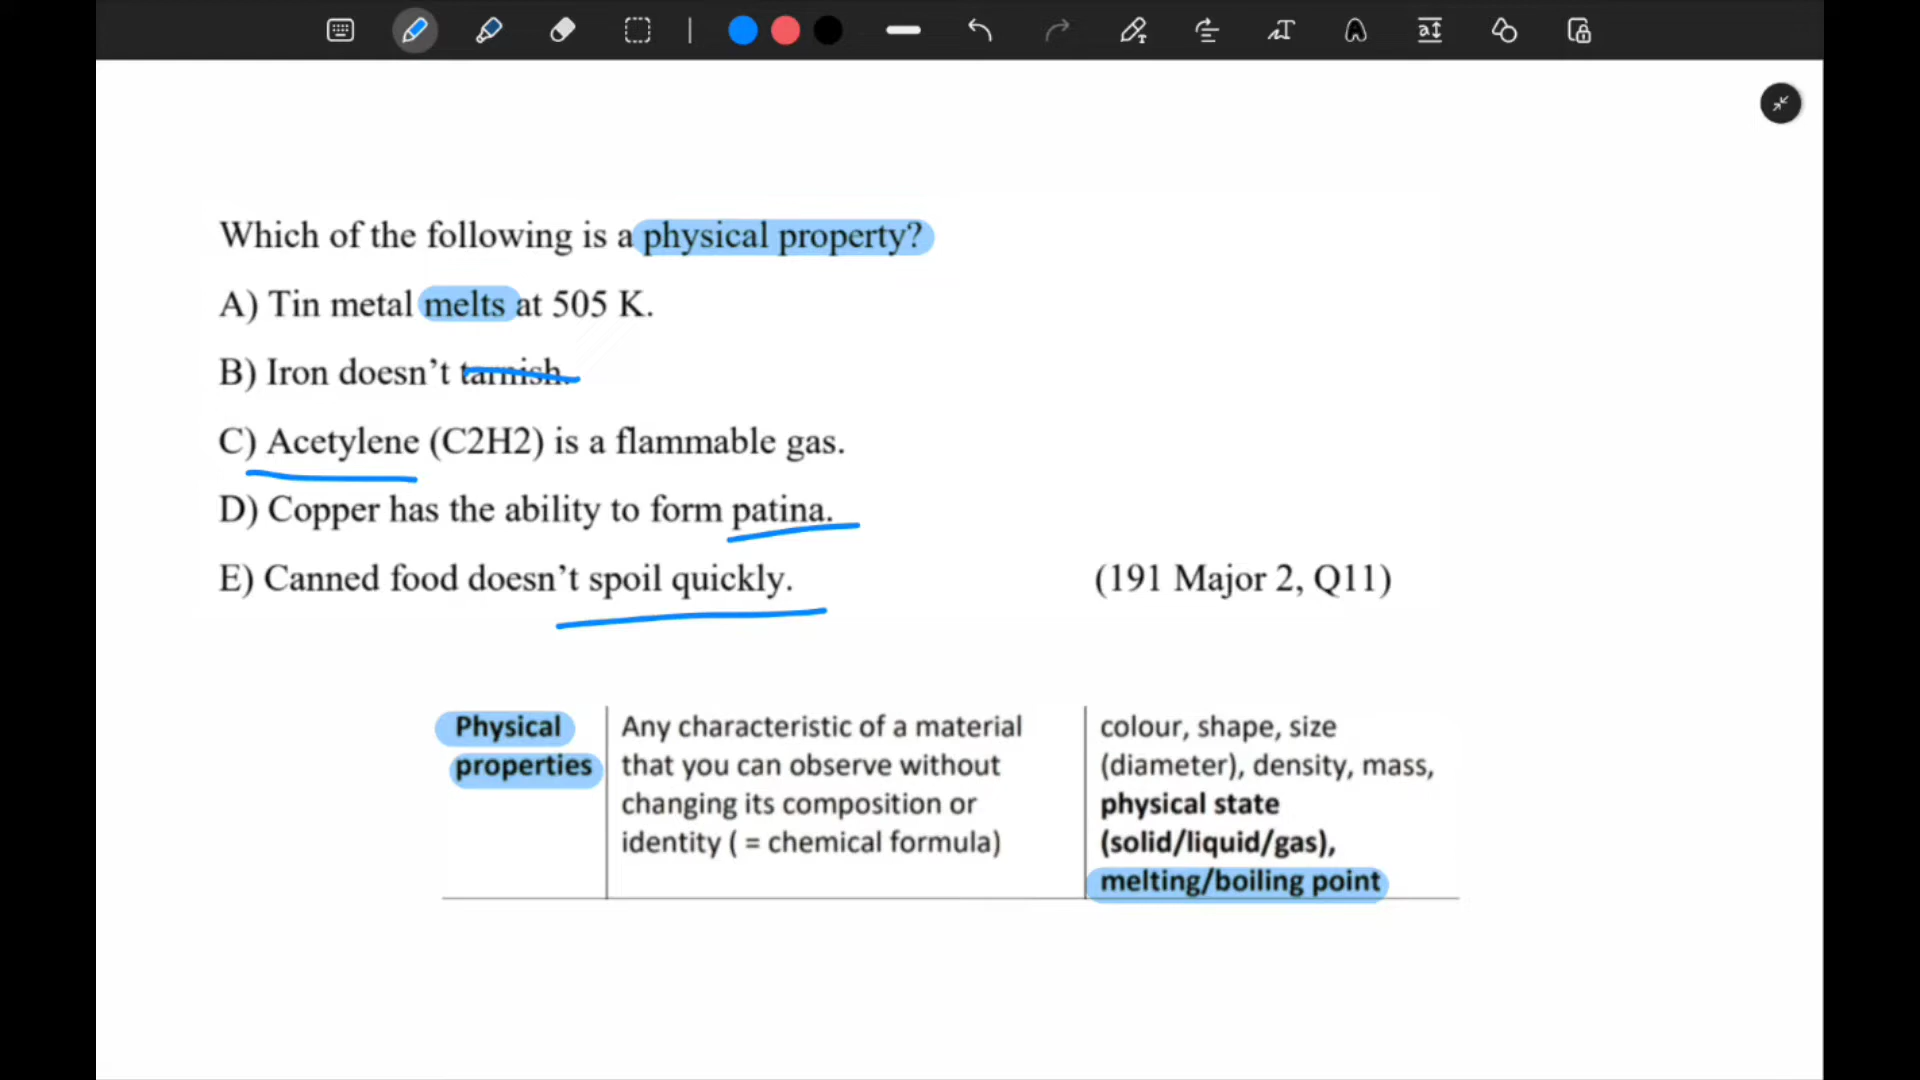 Which of the following is a physical property?
A) Tin metal melts at 505 K.
B) Iron doesn’t tarnish.
C) Acetylene (C2H2) is a flammable gas.
D) Copper has the ability to form patina.
E) Canned food doesn’t spoil quickly. (191 Major 2, Q11)
Physical
properties
Any characteristic of a material
that you can observe without
changing its composition or
identity ( = chemical formula)
colour, shape, size
(diameter), density, mass,
physical state
(solid/liquid/gas),
melting/boiling point